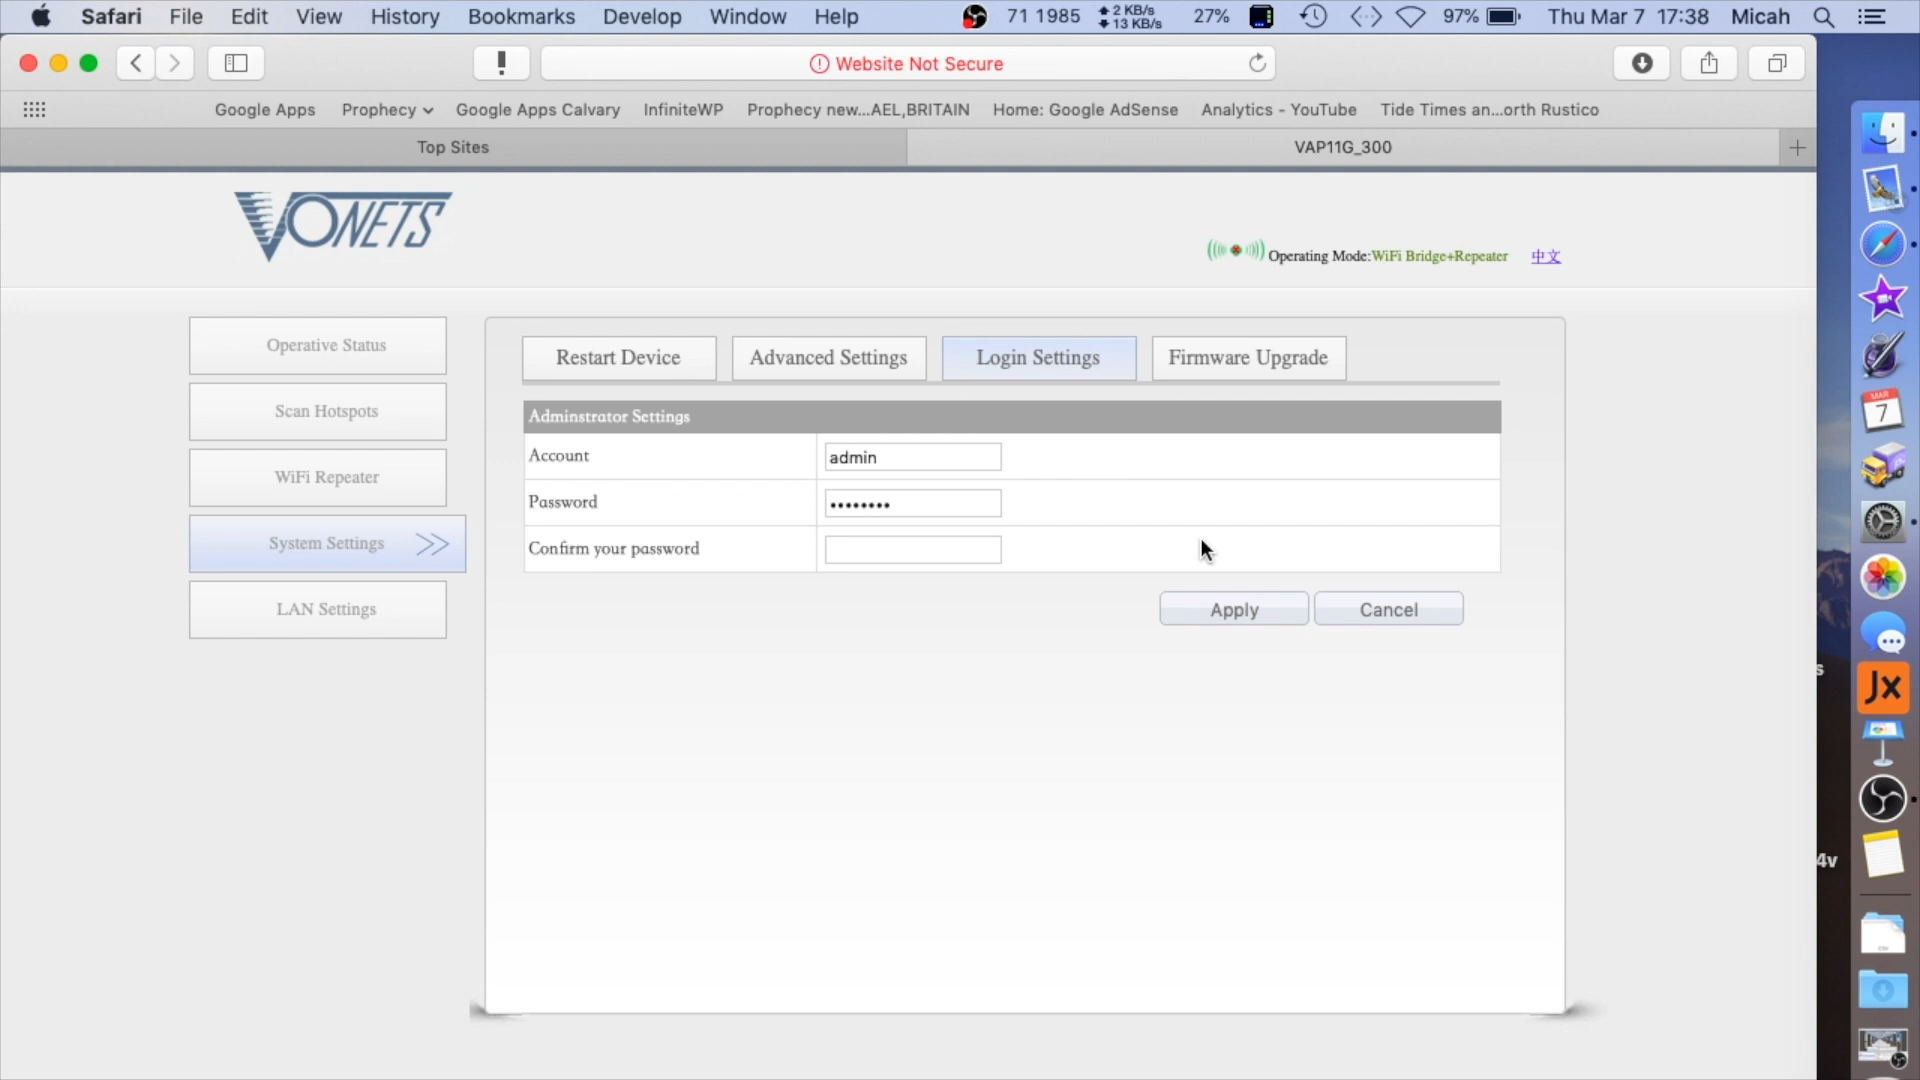 Safari File Edit View History Bookmarks Develop Window Help 71 1985 2 KB/s 13 KB/s 27% 97% Thu Mar 7 17:38 Micah
Website Not Secure
Google Apps Prophecy Google Apps Calvary InfiniteWP Prophecy new...AEL,BRITAIN Home: Google AdSense Analytics - YouTube Tide Times an...orth Rustico
Top Sites VAP11G_300
VONETS
Operating Mode:WiFi Bridge+Repeater 中文
Operative Status
Scan Hotspots
WiFi Repeater
System Settings
LAN Settings
Restart Device Advanced Settings Login Settings Firmware Upgrade
Adminstrator Settings
Account admin
Password ••••••••
Confirm your password
Apply Cancel
MAR
7
Jx
s
4v